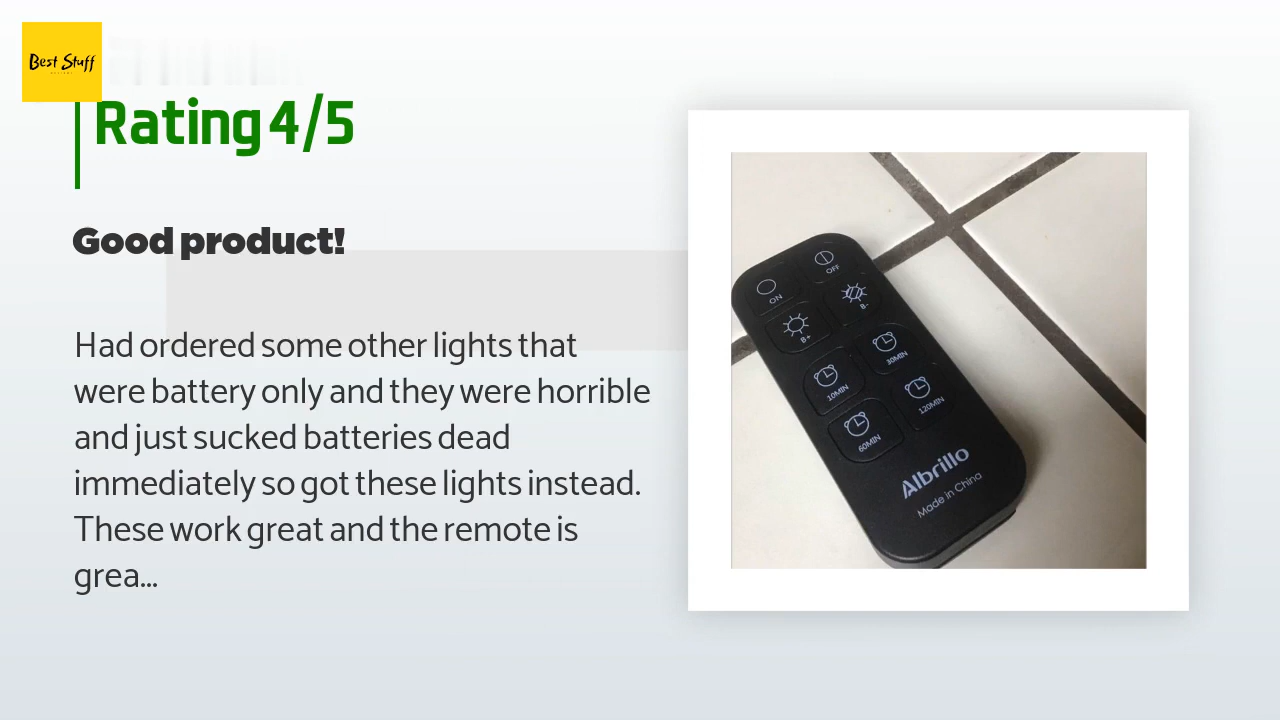 Best Stuff
Rating 4/5
Good product!
Had ordered some other lights that
were battery only and they were horrible
and just sucked batteries dead
immediately so got these lights instead.
These work great and the remote is
grea...
ON
OFF
B+
B-
10MIN
30MIN
60MIN
120MIN
Albrillo
Made in China